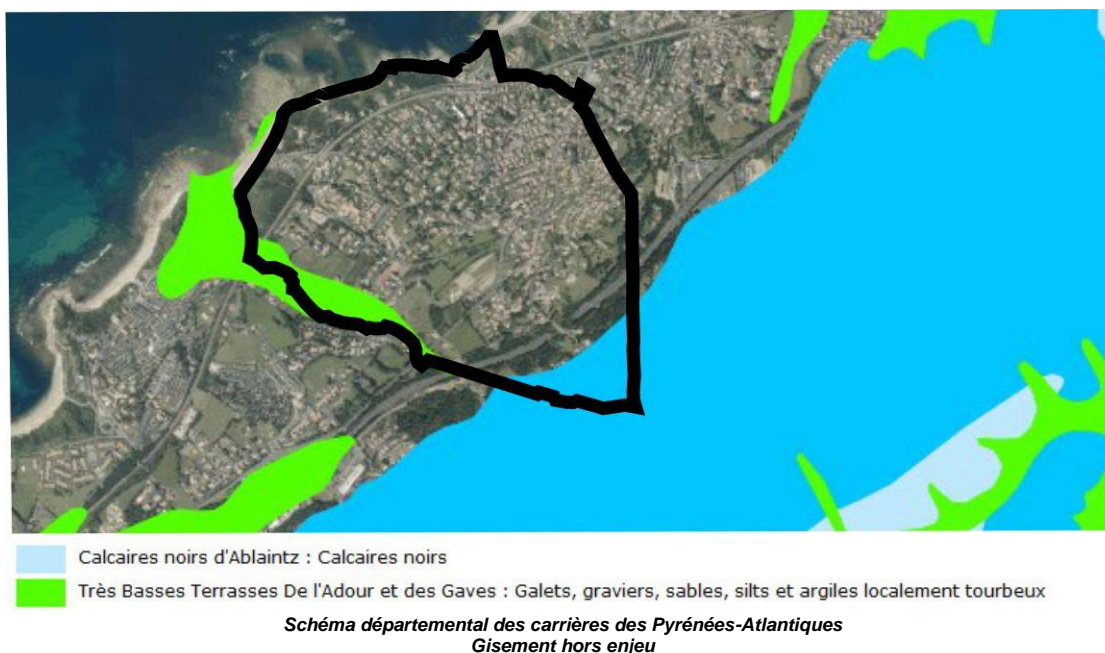 Calcaires noirs d'Ablaintz : Calcaires noirs
Très Basses Terrasses De l'Adour et des Gaves : Galets, graviers, sables, silts et argiles localement tourbeux
Schéma départemental des carrières des Pyrénées-Atlantiques
Gisement hors enjeu